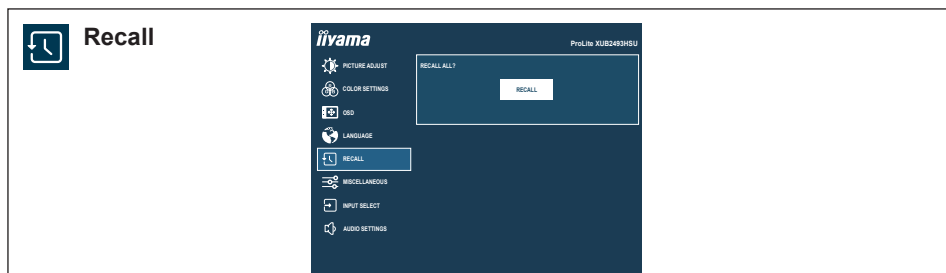 Recall
iiyama
ProLite XUB2493HSU
PICTURE ADJUST
RECALL ALL?
COLOR SETTINGS
RECALL
OSD
LANGUAGE
RECALL
MISCELLANEOUS
INPUT SELECT
AUDIO SETTINGS